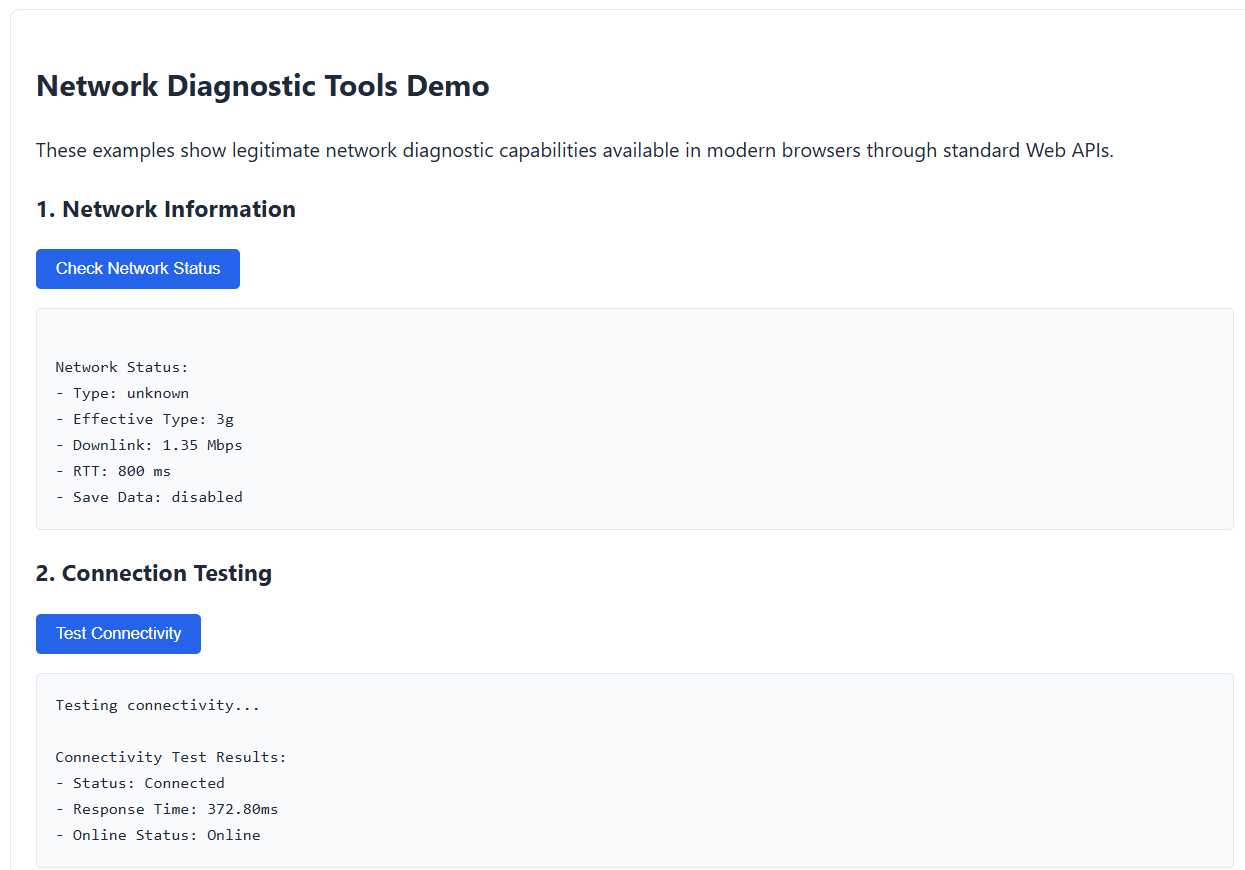 Network Diagnostic Tools Demo
These examples show legitimate network diagnostic capabilities available in modern browsers through standard Web APIs.
1. Network Information
Check Network Status
Network Status:
- Type: unknown
- Effective Type: 3g
- Downlink: 1.35 Mbps
- RTT: 800 ms
- Save Data: disabled
2. Connection Testing
Test Connectivity
Testing connectivity...
Connectivity Test Results:
- Status: Connected
- Response Time: 372.80ms
- Online Status: Online